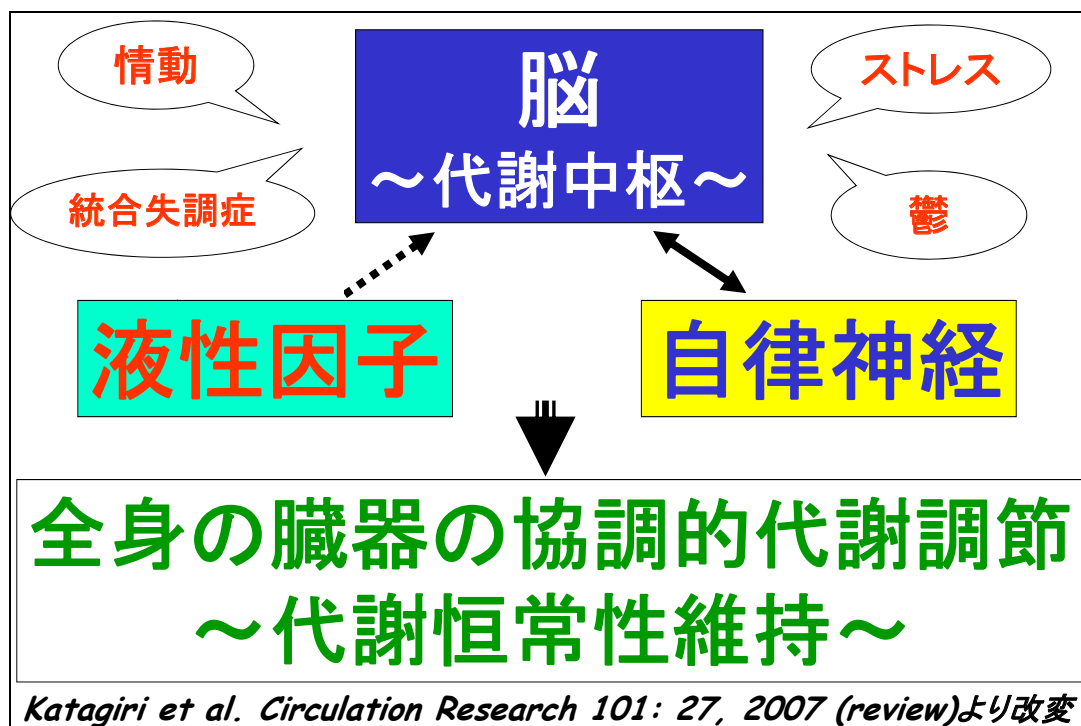 情動
脳
ストレス
～代謝中枢～
統合失調症
鬱
液性因子
自律神経
全身の臓器の協調的代謝調節
～代謝恒常性維持～
Katagiri et al. Circulation Research 101: 27, 2007 (review)より改変